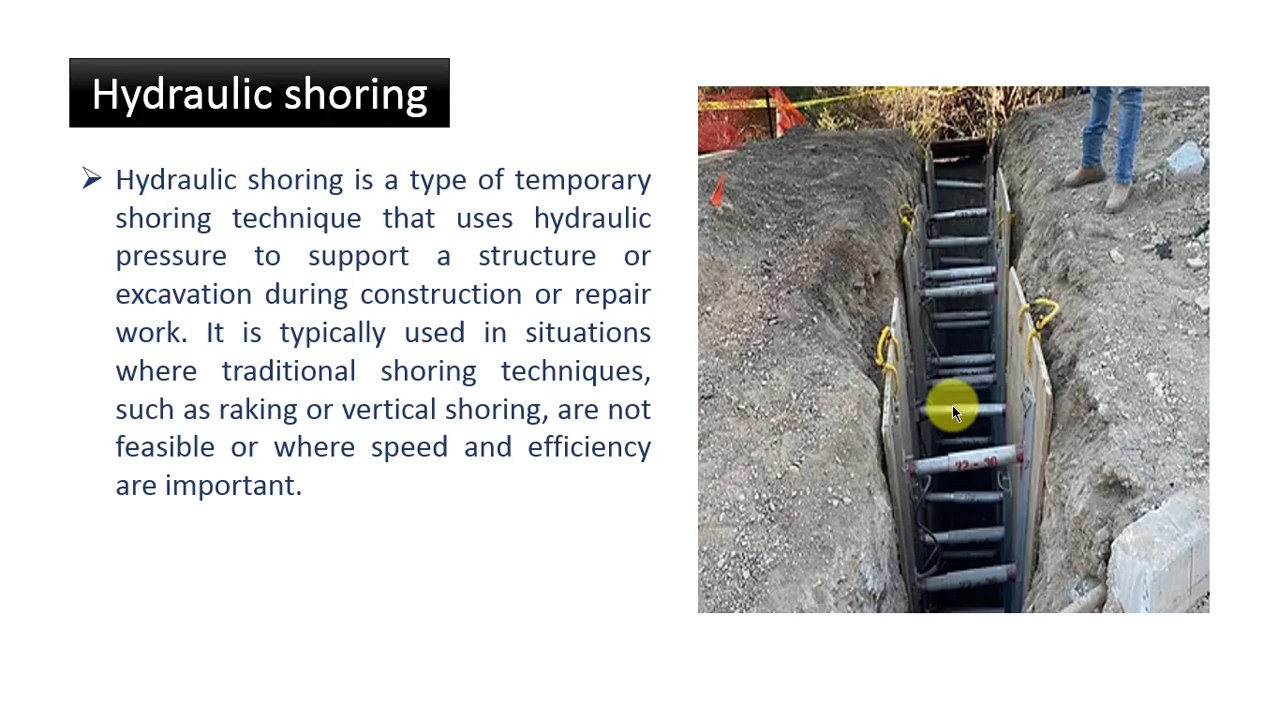 Hydraulic shoring
➢ Hydraulic shoring is a type of temporary
shoring technique that uses hydraulic
pressure to support a structure or
excavation during construction or repair
work. It is typically used in situations
where traditional shoring techniques,
such as raking or vertical shoring, are not
feasible or where speed and efficiency
are important.